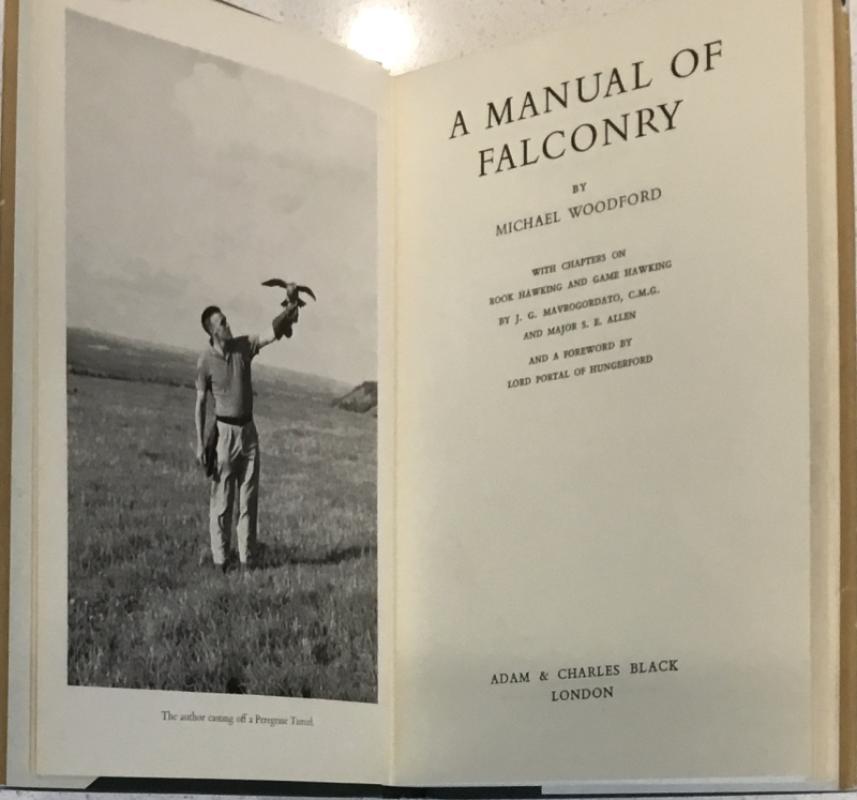 The author casting off a Peregrine Tiercel.
A MANUAL OF
FALCONRY
BY
MICHAEL WOODFORD
WITH CHAPTERS ON
ROOK HAWKING AND GAME HAWKING
BY J. G. MAVROGORDATO, C.M.G.
AND MAJOR S. E. ALLEN
AND A FOREWORD BY
LORD PORTAL OF HUNGERFORD
ADAM & CHARLES BLACK
LONDON